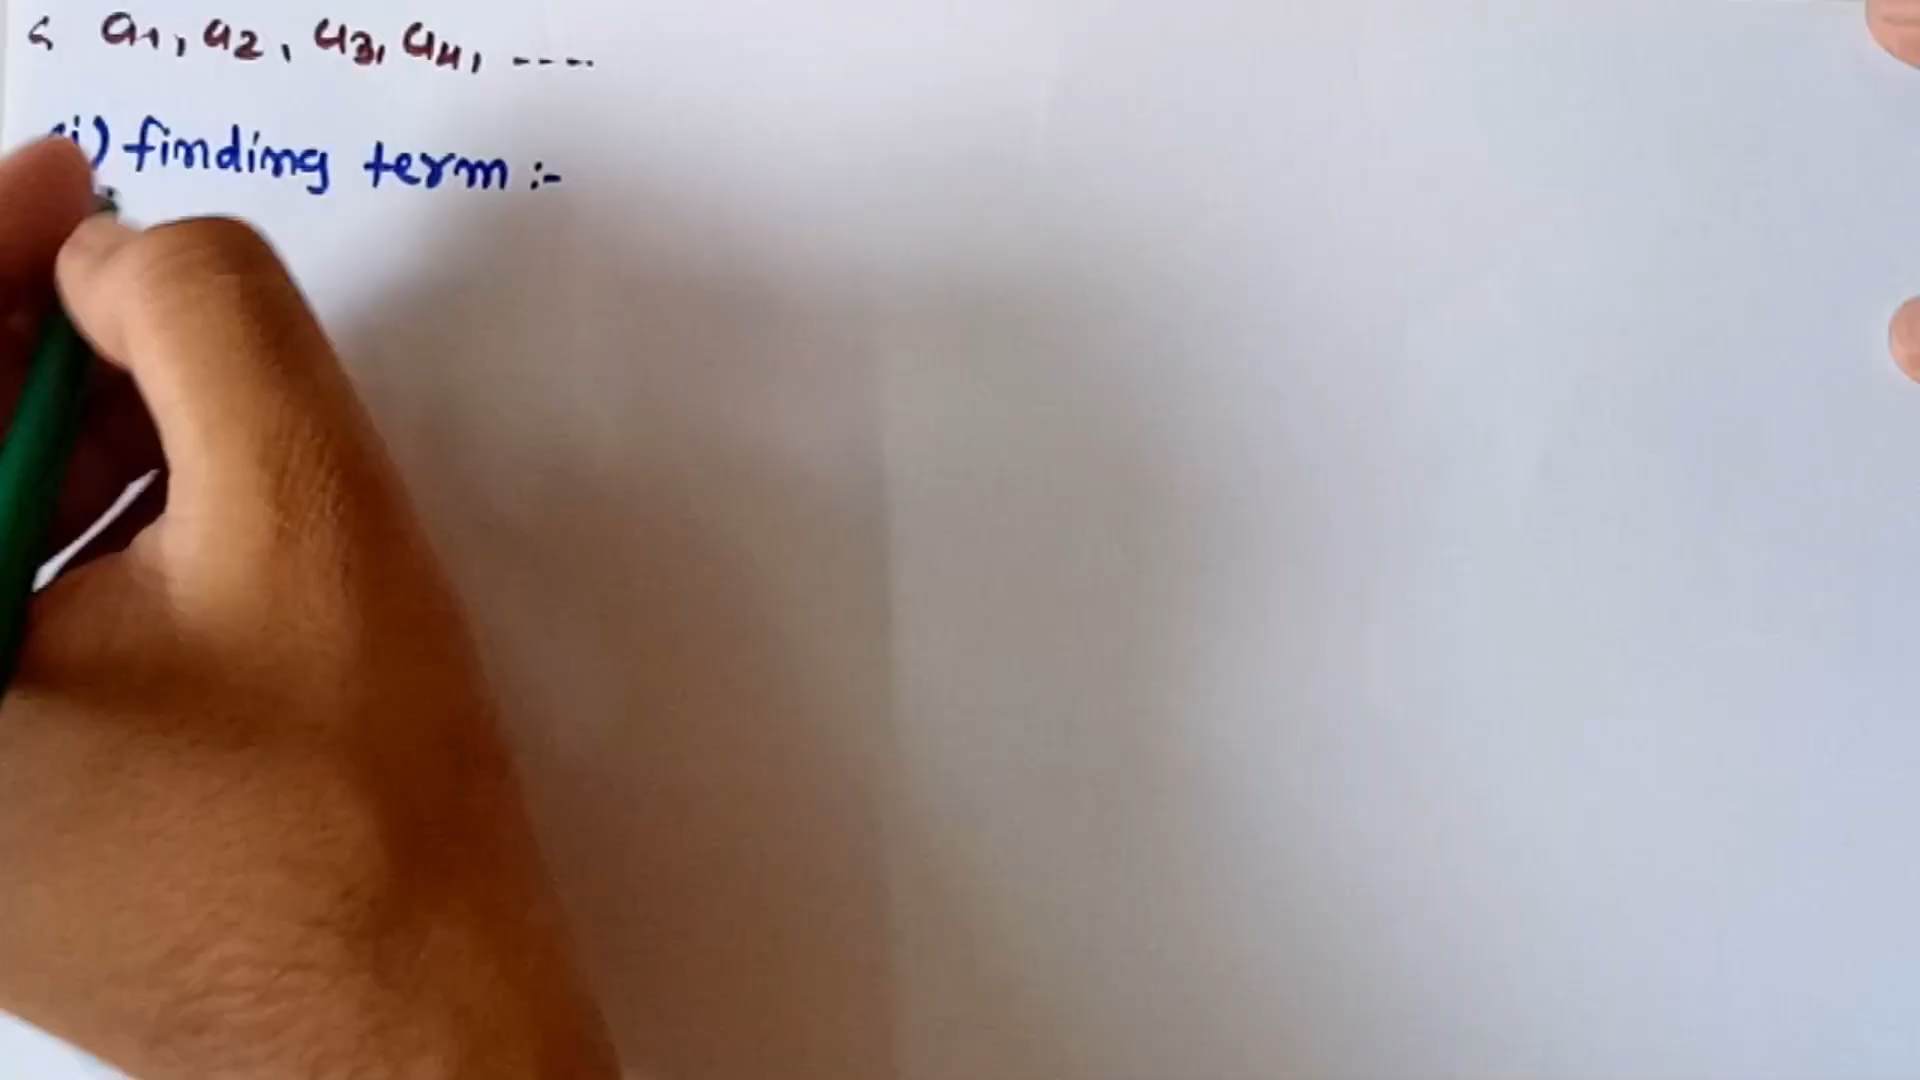 a1, a2, a3, a4, ----
(i) finding term :-